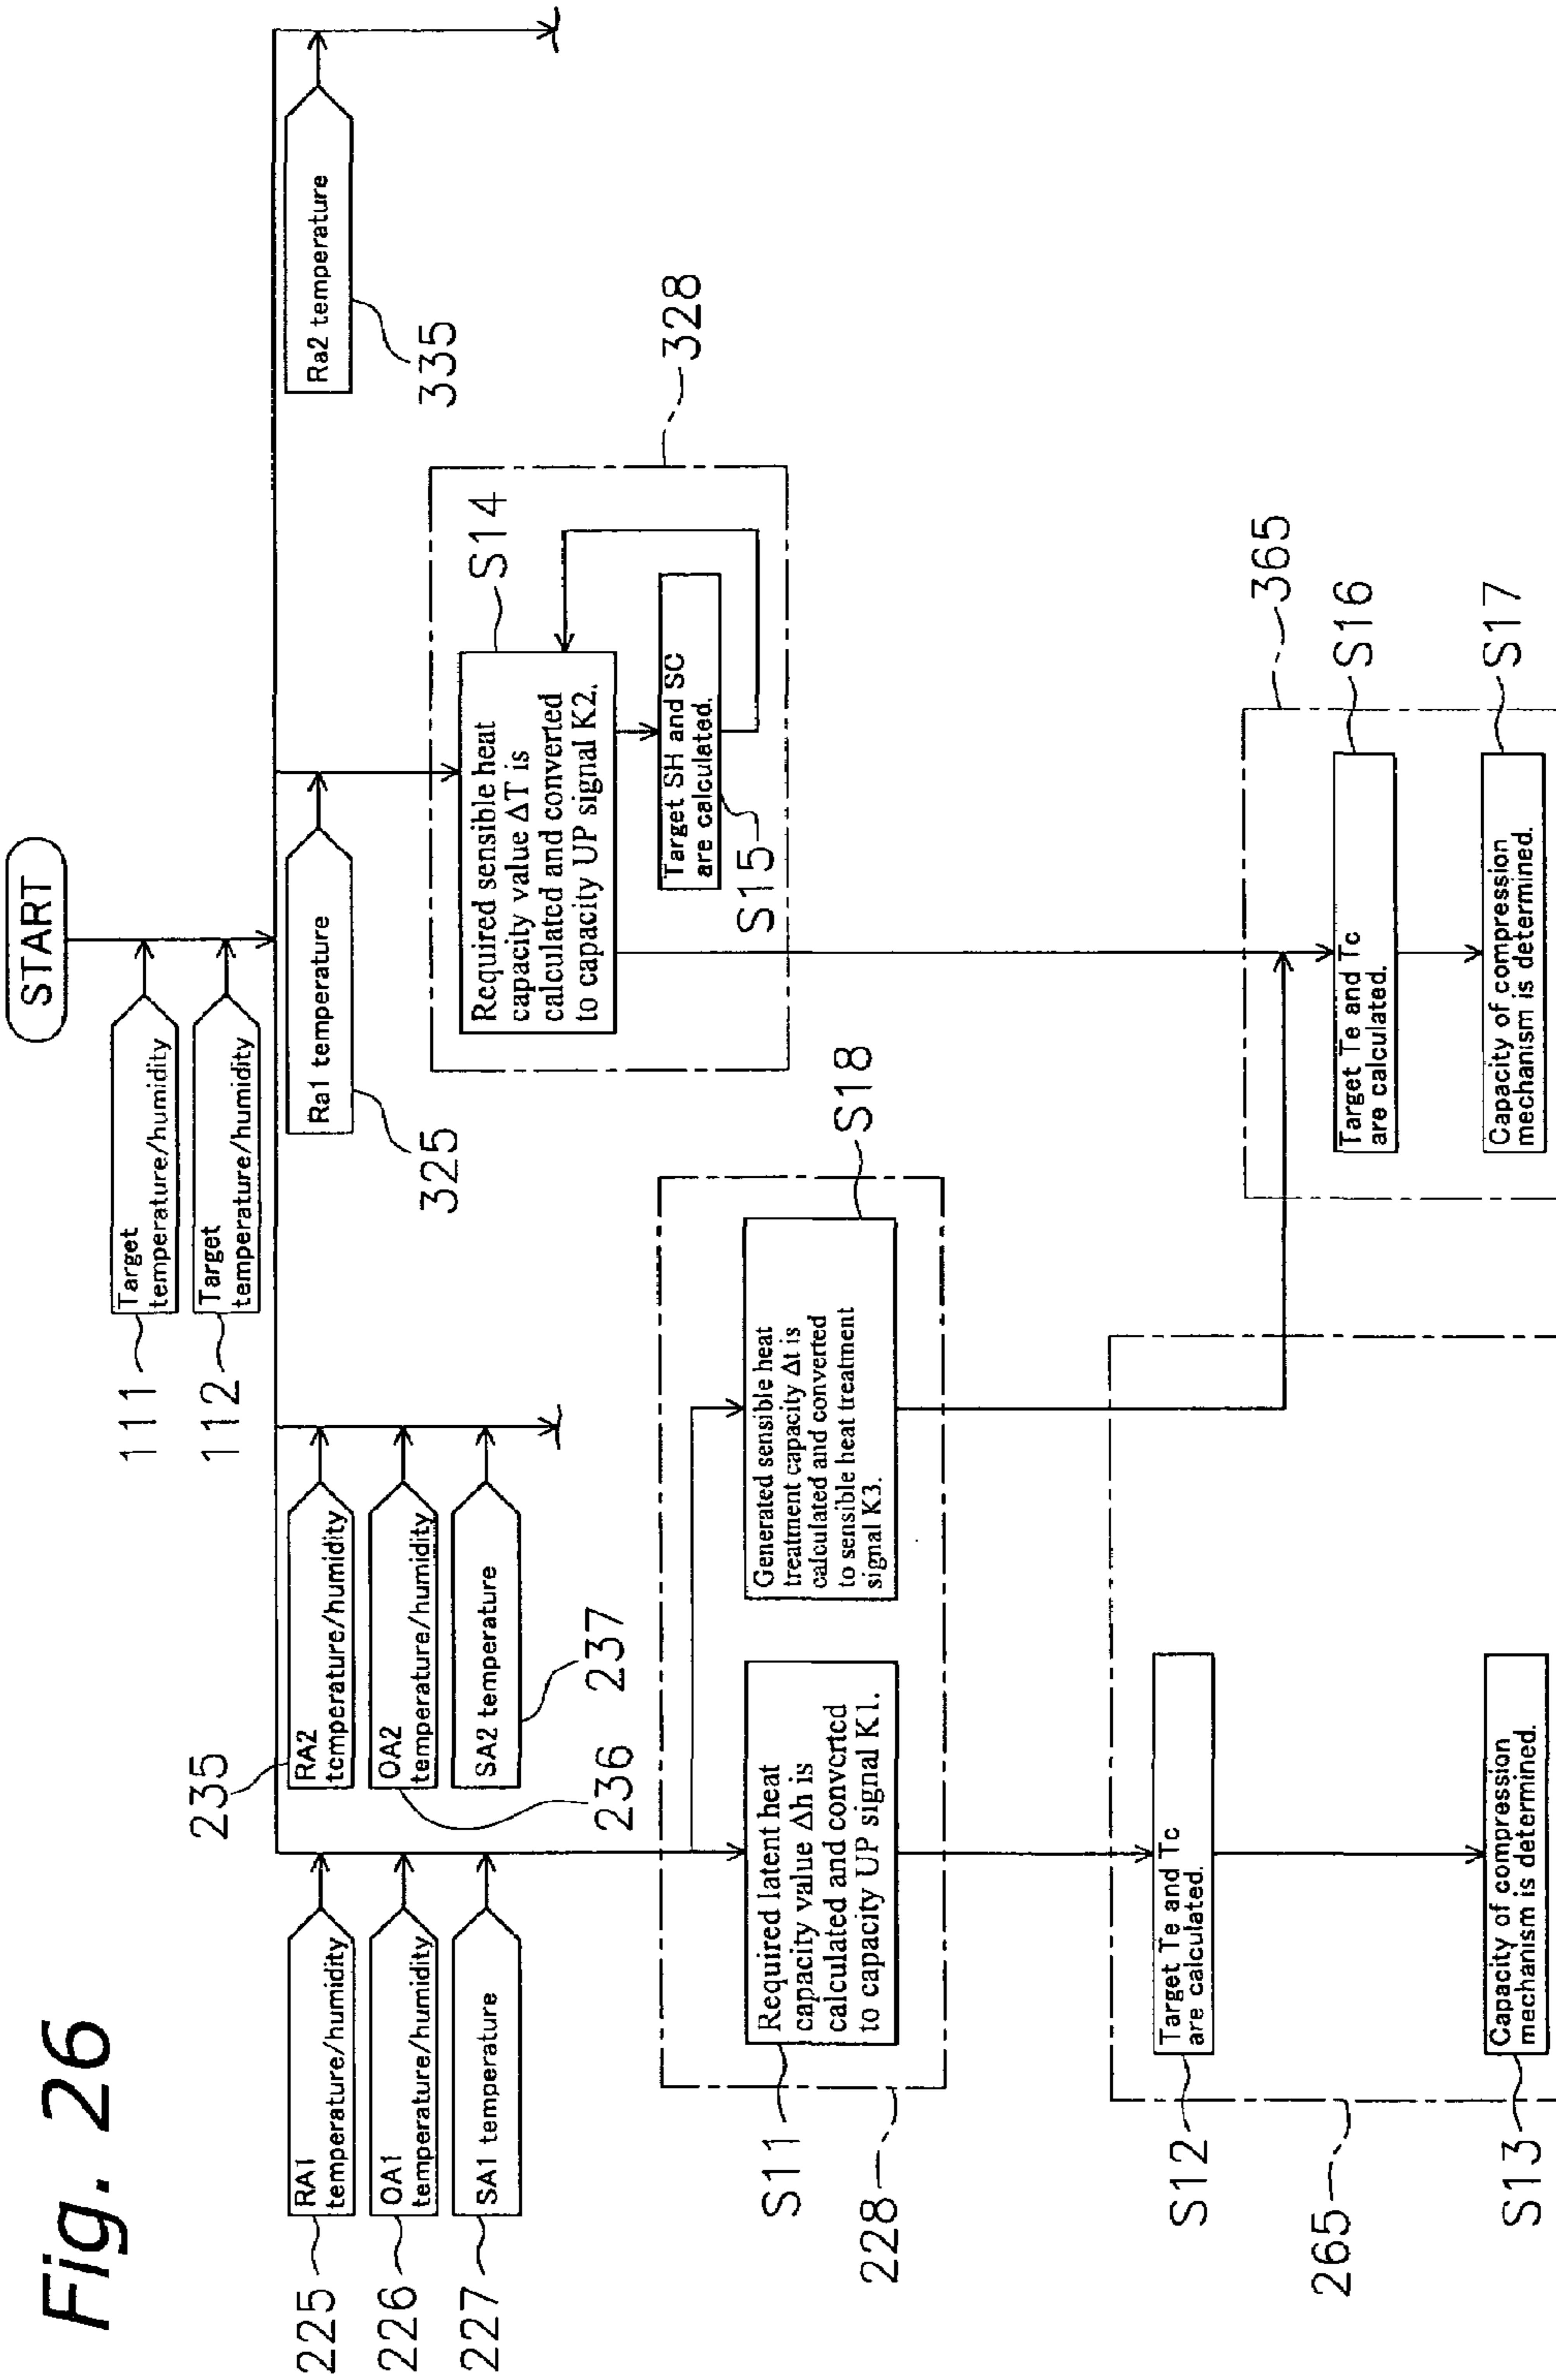 Fig. 26
START
111
Target
temperature/humidity
112
Target
temperature/humidity
225
RA1
temperature/humidity
226
OA1
temperature/humidity
227
SA1 temperature
235
RA2
temperature/humidity
236
OA2
temperature/humidity
SA2 temperature
237
Ra1 temperature
325
Ra2 temperature
335
228
S11
Required latent heat
capacity value Δh is
calculated and converted
to capacity UP signal K1.
S18
Generated sensible heat
treatment capacity Δt is
calculated and converted
to sensible heat treatment
signal K3.
328
S14
Required sensible heat
capacity value ΔT is
calculated and converted
to capacity UP signal K2.
S15
Target SH and SC
are calculated.
265
S12
Target Te and Tc
are calculated.
S13
Capacity of compression
mechanism is determined.
365
S16
Target Te and Tc
are calculated.
S17
Capacity of compression
mechanism is determined.